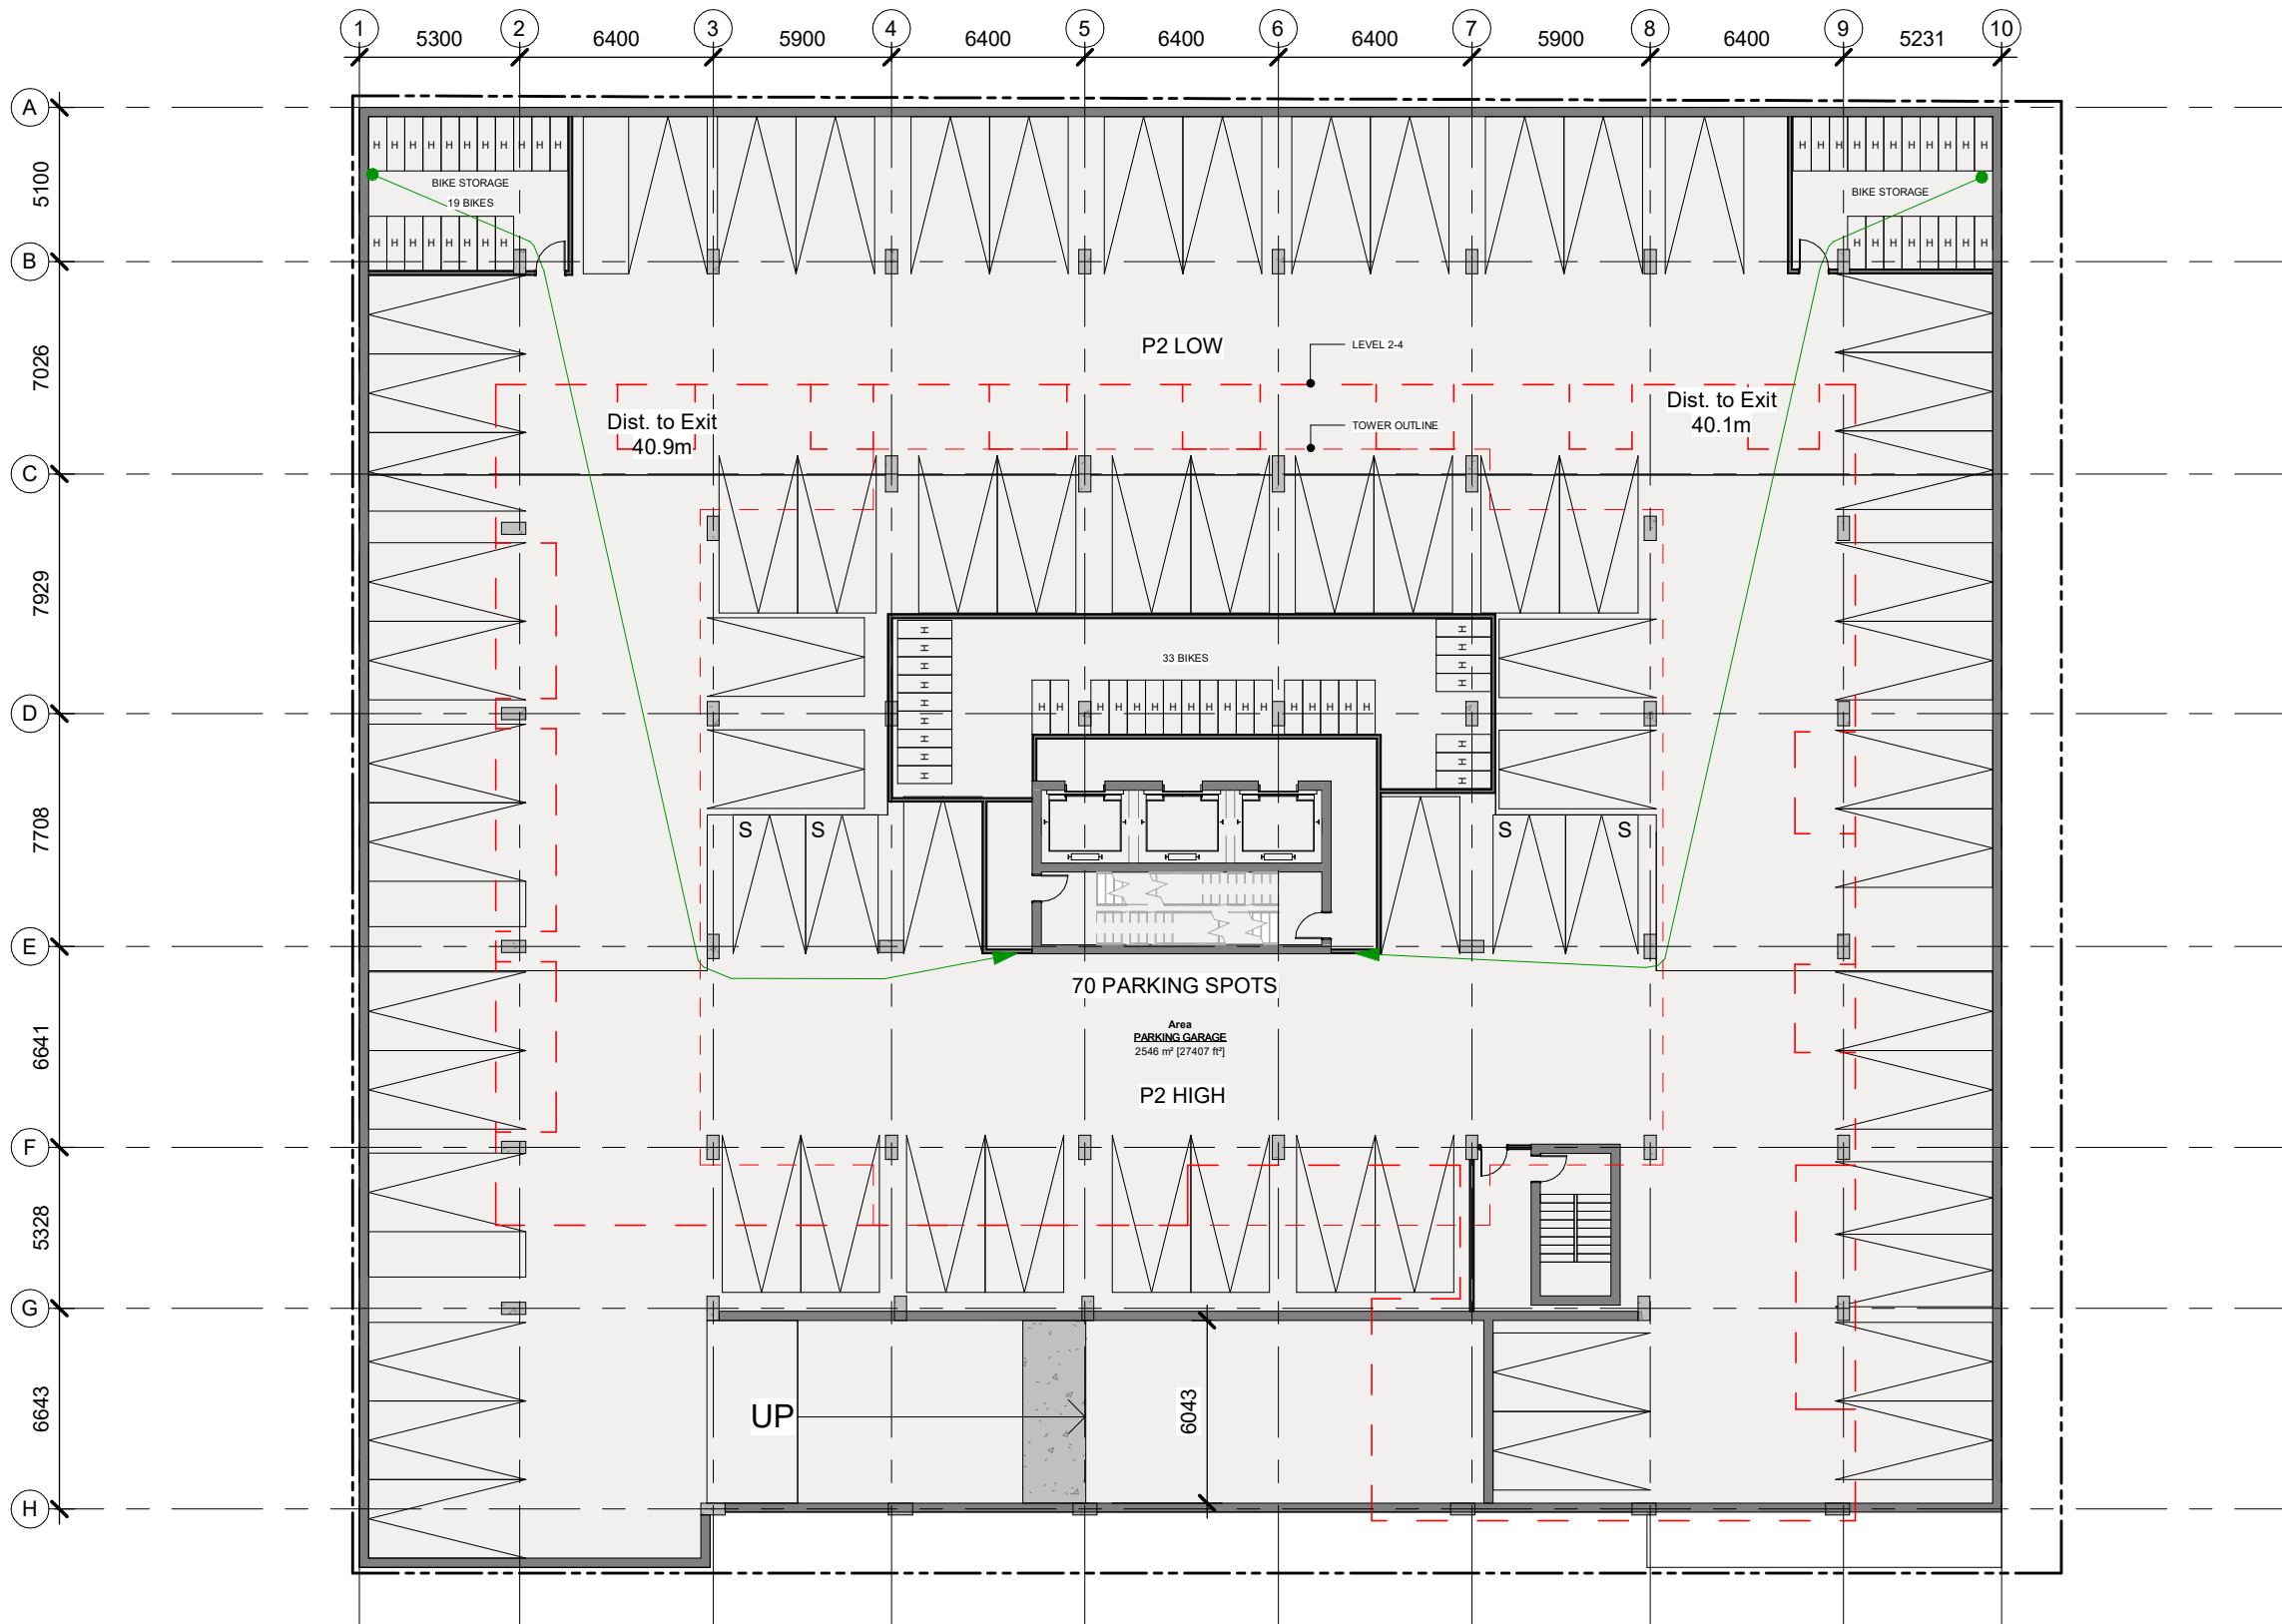 1 2 3 4 5 6 7 8 9 10
5300 6400 5900 6400 6400 6400 5900 6400 5231
A
5100
H H H H H H H H H H H
H H H H H H H H H H H
BIKE STORAGE
19 BIKES
BIKE STORAGE
H H H H H H H H
H H H H H H H H
B
7026
P2 LOW
LEVEL 2-4
Dist. to Exit
40.9m
TOWER OUTLINE
Dist. to Exit
40.1m
C
7929
33 BIKES
H H H H H H H H H
H H H H
H H H H H H H H H H H H H H H H H
H H H
D
7708
S S S S
E
70 PARKING SPOTS
Area
PARKING GARAGE
2546 m² [27407 ft²]
6641
P2 HIGH
F
5328
G
6643
UP
6043
H